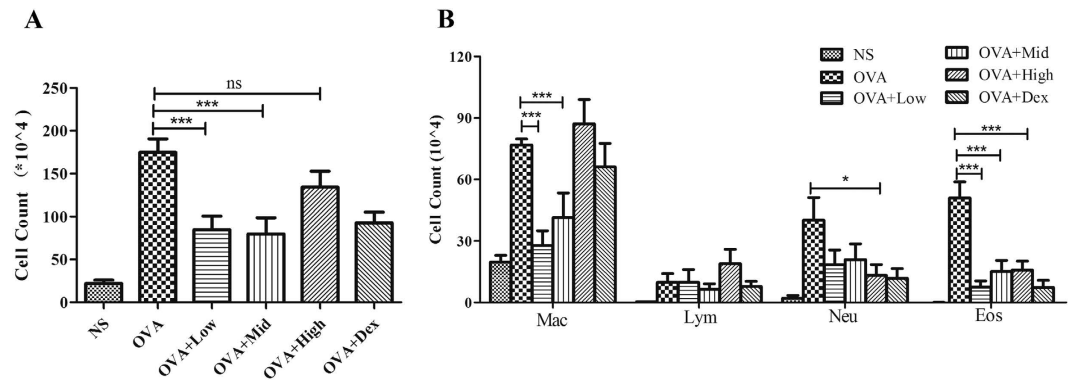 A
Cell Count (*10^4)
250
200
150
100
50
0
ns
***
***
NS
OVA
OVA+Low
OVA+Mid
OVA+High
OVA+Dex
B
Cell Count (10^4)
120
90
60
30
0
NS
OVA
OVA+Low
OVA+Mid
OVA+High
OVA+Dex
***
***
*
***
***
***
Mac
Lym
Neu
Eos